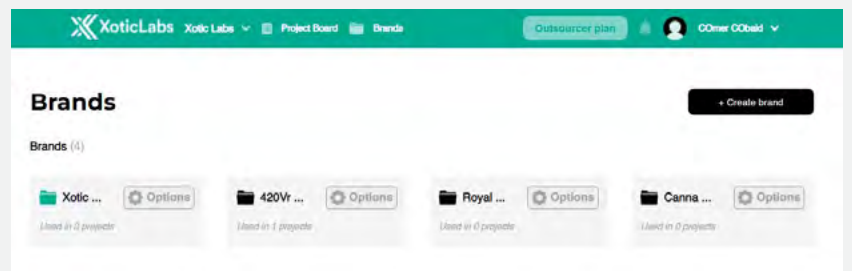 XoticLabs Xotic Labs Project Board Brands Outsourcer plan COmer CObaid
Brands
+ Create brand
Brands (4)
Xotic ... Options
Used in 0 projects
420Vr ... Options
Used in 1 projects
Royal ... Options
Used in 0 projects
Canna ... Options
Used in 0 projects